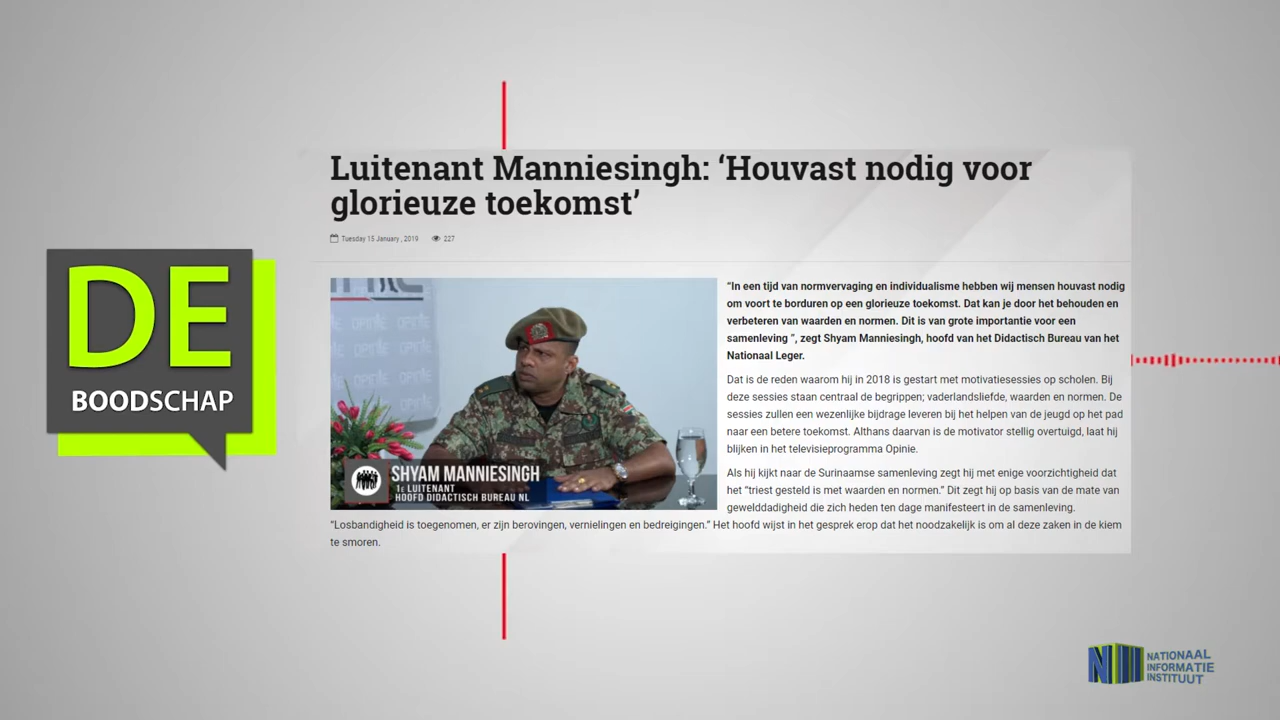 Luitenant Manniesingh: ‘Houvast nodig voor
glorieuze toekomst’
Tuesday 15 January , 2019 227
DE
BOODSCHAP
OPINIE
OPINIE
OPINIE
SHYAM MANNIESINGH
1e LUITENANT
HOOFD DIDACTISCH BUREAU NL
“In een tijd van normvervaging en individualisme hebben wij mensen houvast nodig
om voort te borduren op een glorieuze toekomst. Dat kan je door het behouden en
verbeteren van waarden en normen. Dit is van grote importantie voor een
samenleving ”, zegt Shyam Manniesingh, hoofd van het Didactisch Bureau van het
Nationaal Leger.
Dat is de reden waarom hij in 2018 is gestart met motivatiesessies op scholen. Bij
deze sessies staan centraal de begrippen; vaderlandsliefde, waarden en normen. De
sessies zullen een wezenlijke bijdrage leveren bij het helpen van de jeugd op het pad
naar een betere toekomst. Althans daarvan is de motivator stellig overtuigd, laat hij
blijken in het televisieprogramma Opinie.
Als hij kijkt naar de Surinaamse samenleving zegt hij met enige voorzichtigheid dat
het “triest gesteld is met waarden en normen.” Dit zegt hij op basis van de mate van
gewelddadigheid die zich heden ten dage manifesteert in de samenleving.
“Losbandigheid is toegenomen, er zijn berovingen, vernielingen en bedreigingen.” Het hoofd wijst in het gesprek erop dat het noodzakelijk is om al deze zaken in de kiem
te smoren.
NII
NATIONAAL
INFORMATIE
INSTITUUT